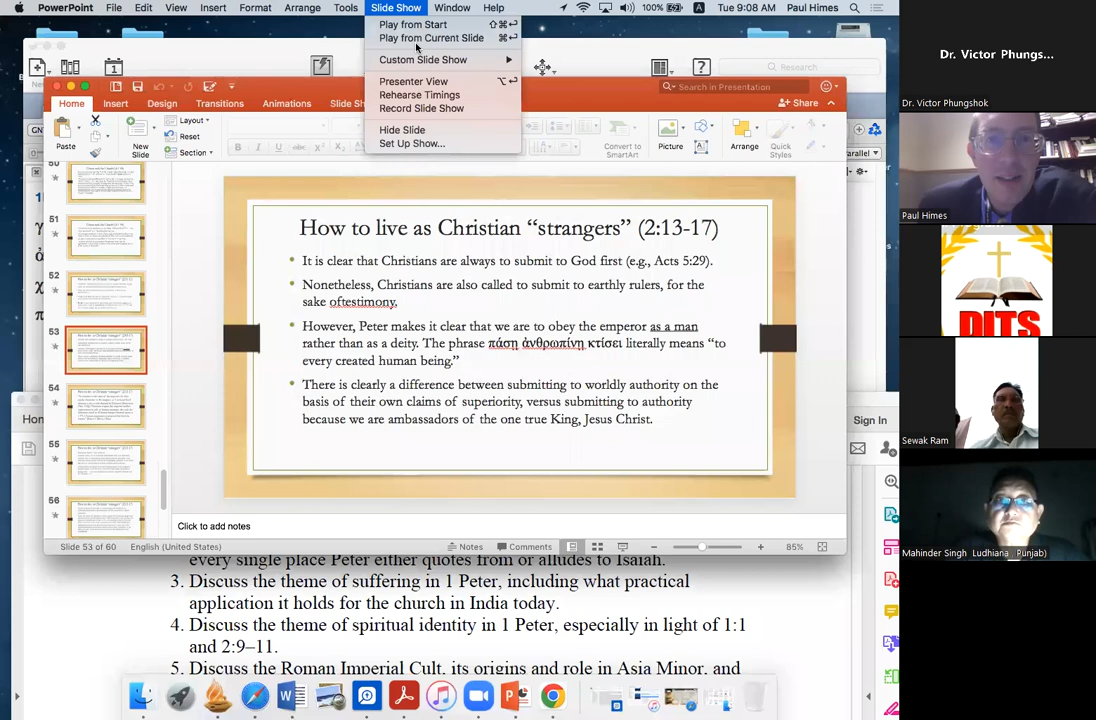 PowerPoint File Edit View Insert Format Arrange Tools Slide Show Window Help 100% Tue 9:08 AM Paul Himes
Play from Start
Play from Current Slide
Custom Slide Show
Presenter View
Rehearse Timings
Record Slide Show
Hide Slide
Set Up Show...
Research
Search in Presentation
Home Insert Design Transitions Animations Slide Sh
Share
Paste
New
Slide
Layout
Reset
Section
Convert to
SmartArt
Picture
Arrange
Quick
Styles
Parallel
50
51
52
53
54
55
56
How to live as Christian “strangers” (2:13-17)
• It is clear that Christians are always to submit to God first (e.g., Acts 5:29).
• Nonetheless, Christians are also called to submit to earthly rulers, for the
sake oftestimony.
• However, Peter makes it clear that we are to obey the emperor as a man
rather than as a deity. The phrase πάσῃ ἀνθρωπίνῃ κτίσει literally means “to
every created human being.”
• There is clearly a difference between submitting to worldly authority on the
basis of their own claims of superiority, versus submitting to authority
because we are ambassadors of the one true King, Jesus Christ.
Click to add notes
Slide 53 of 60 English (United States) Notes Comments 85%
Sign In
every single place Peter either quotes from or alludes to Isaiah.
3. Discuss the theme of suffering in 1 Peter, including what practical
application it holds for the church in India today.
4. Discuss the theme of spiritual identity in 1 Peter, especially in light of 1:1
and 2:9–11.
5. Discuss the Roman Imperial Cult, its origins and role in Asia Minor, and
Dr. Victor Phungs...
Dr. Victor Phungshok
Paul Himes
DITS
Sewak Ram
Mahinder Singh Ludhiana Punjab)